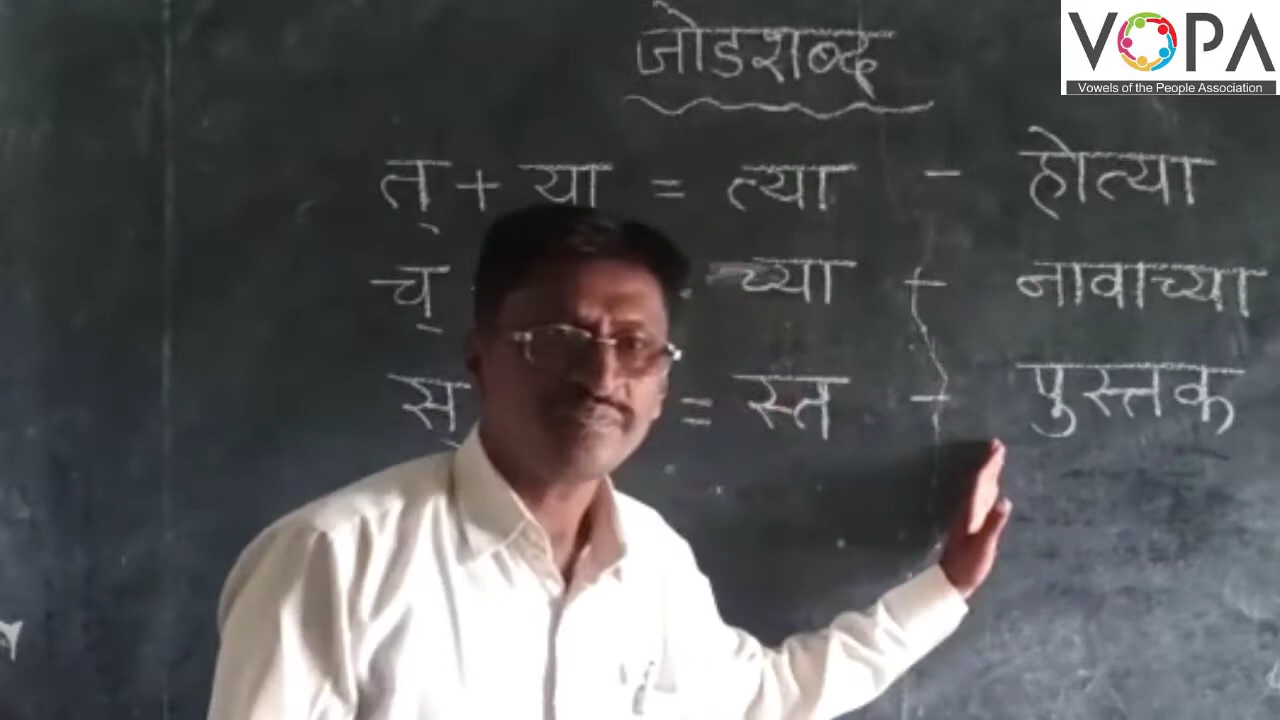 VOPA
Vowels of the People Association
जोडशब्द
त् + या = त्या - होत्या
च् च्या - नावाच्या
स् = स्त - पुस्तक